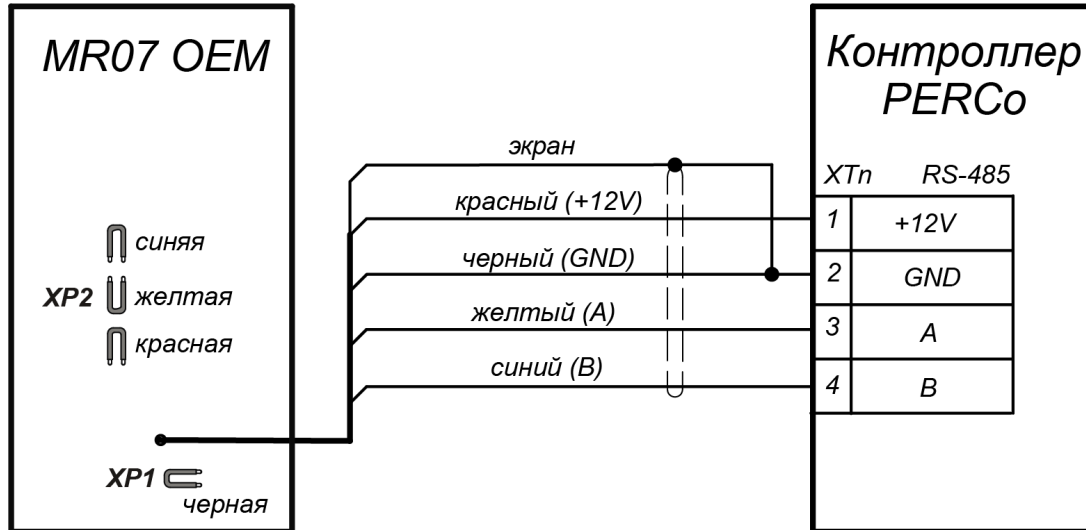 MR07 OEM
синяя
XP2 желтая
красная
XP1
черная
экран
красный (+12V)
черный (GND)
желтый (A)
синий (B)
Контроллер
PERCo
XTn RS-485
1 +12V
2 GND
3 A
4 B